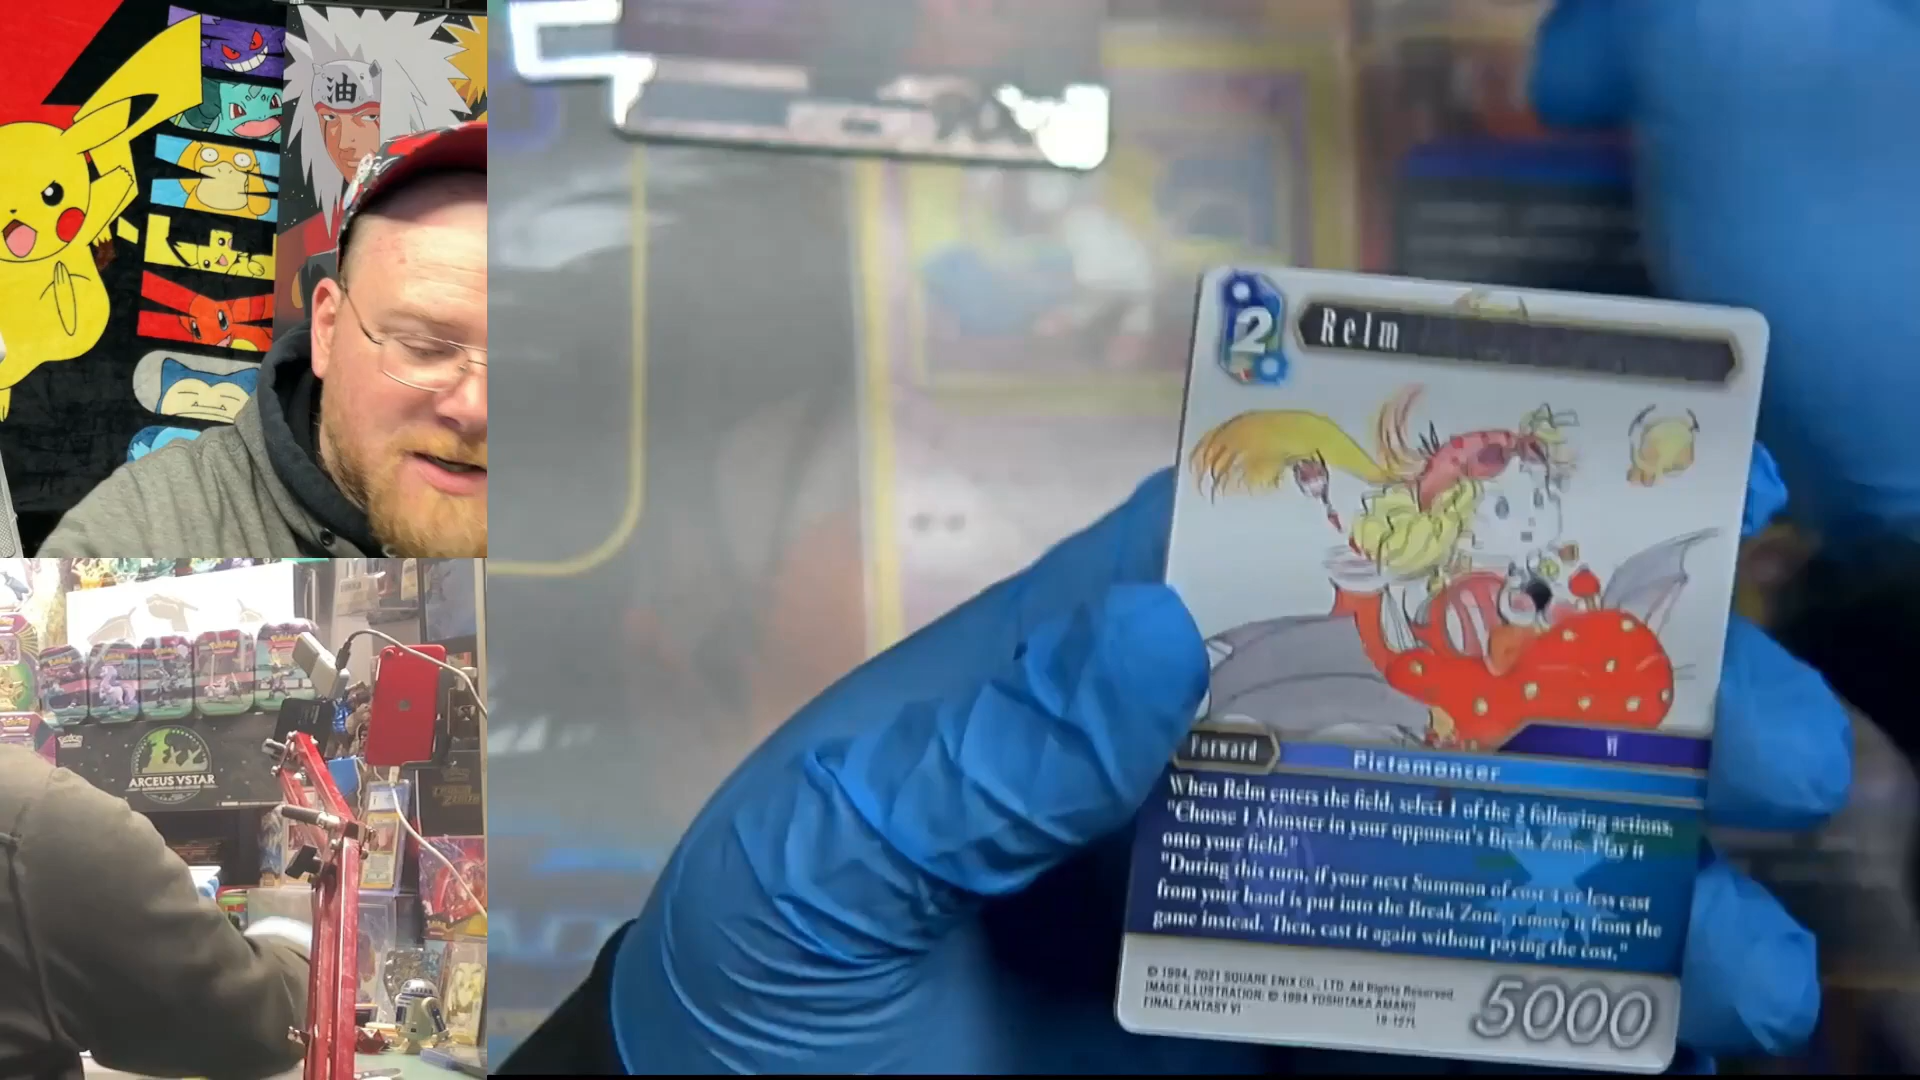 油
2
Relm
Forward
VI
Pictomancer
When Relm enters the field, select 1 of the 2 following actions.
"Choose 1 Monster in your opponent's Break Zone. Play it
onto your field."
"During this turn, if your next Summon of cost 4 or less cast
from your hand is put into the Break Zone, remove it from the
game instead. Then, cast it again without paying the cost."
© 1994, 2021 SQUARE ENIX CO., LTD. All Rights Reserved.
IMAGE ILLUSTRATION: © 1994 YOSHITAKA AMANO
FINAL FANTASY VI
5000
ARCEUS VSTAR